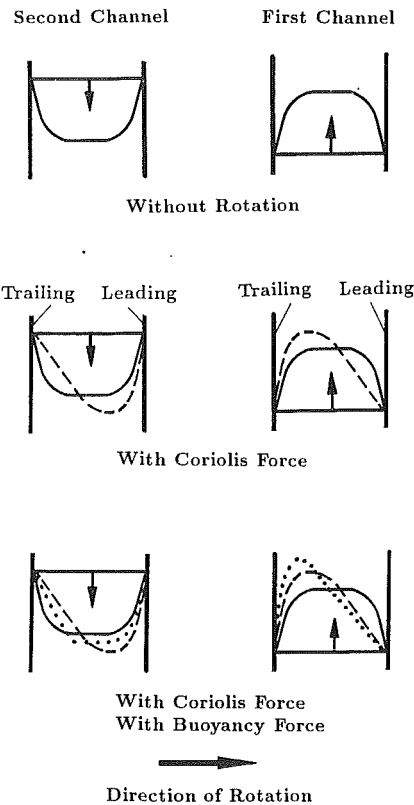 Second Channel
First Channel
Without Rotation
Trailing
Leading
Trailing
Leading
With Coriolis Force
With Coriolis Force
With Buoyancy Force
Direction of Rotation